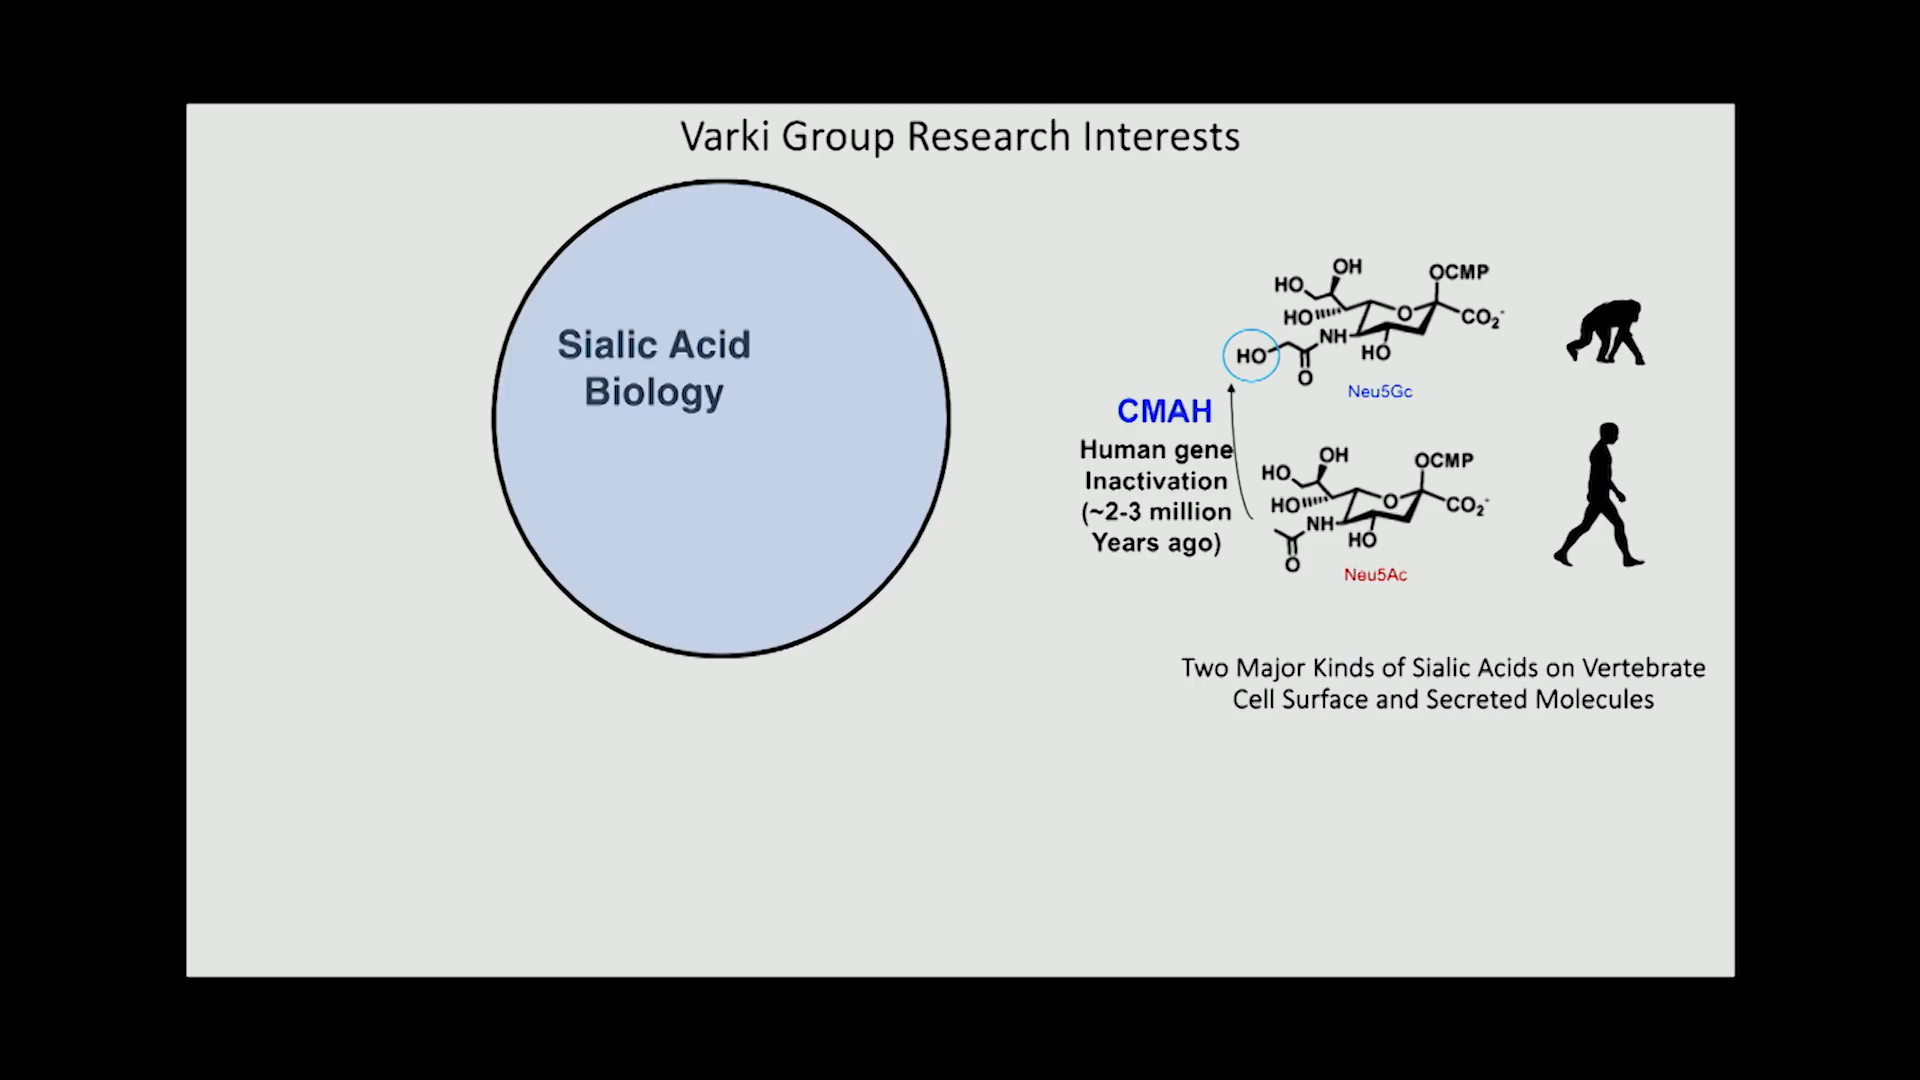 Varki Group Research Interests
Sialic Acid
Biology
OH
HO
OCMP
HO
O
CO2-
NH
HO
HO
O
Neu5Gc
CMAH
Human gene
Inactivation
(~2-3 million
Years ago)
OH
HO
OCMP
HO
O
CO2-
NH
HO
O
Neu5Ac
Two Major Kinds of Sialic Acids on Vertebrate
Cell Surface and Secreted Molecules